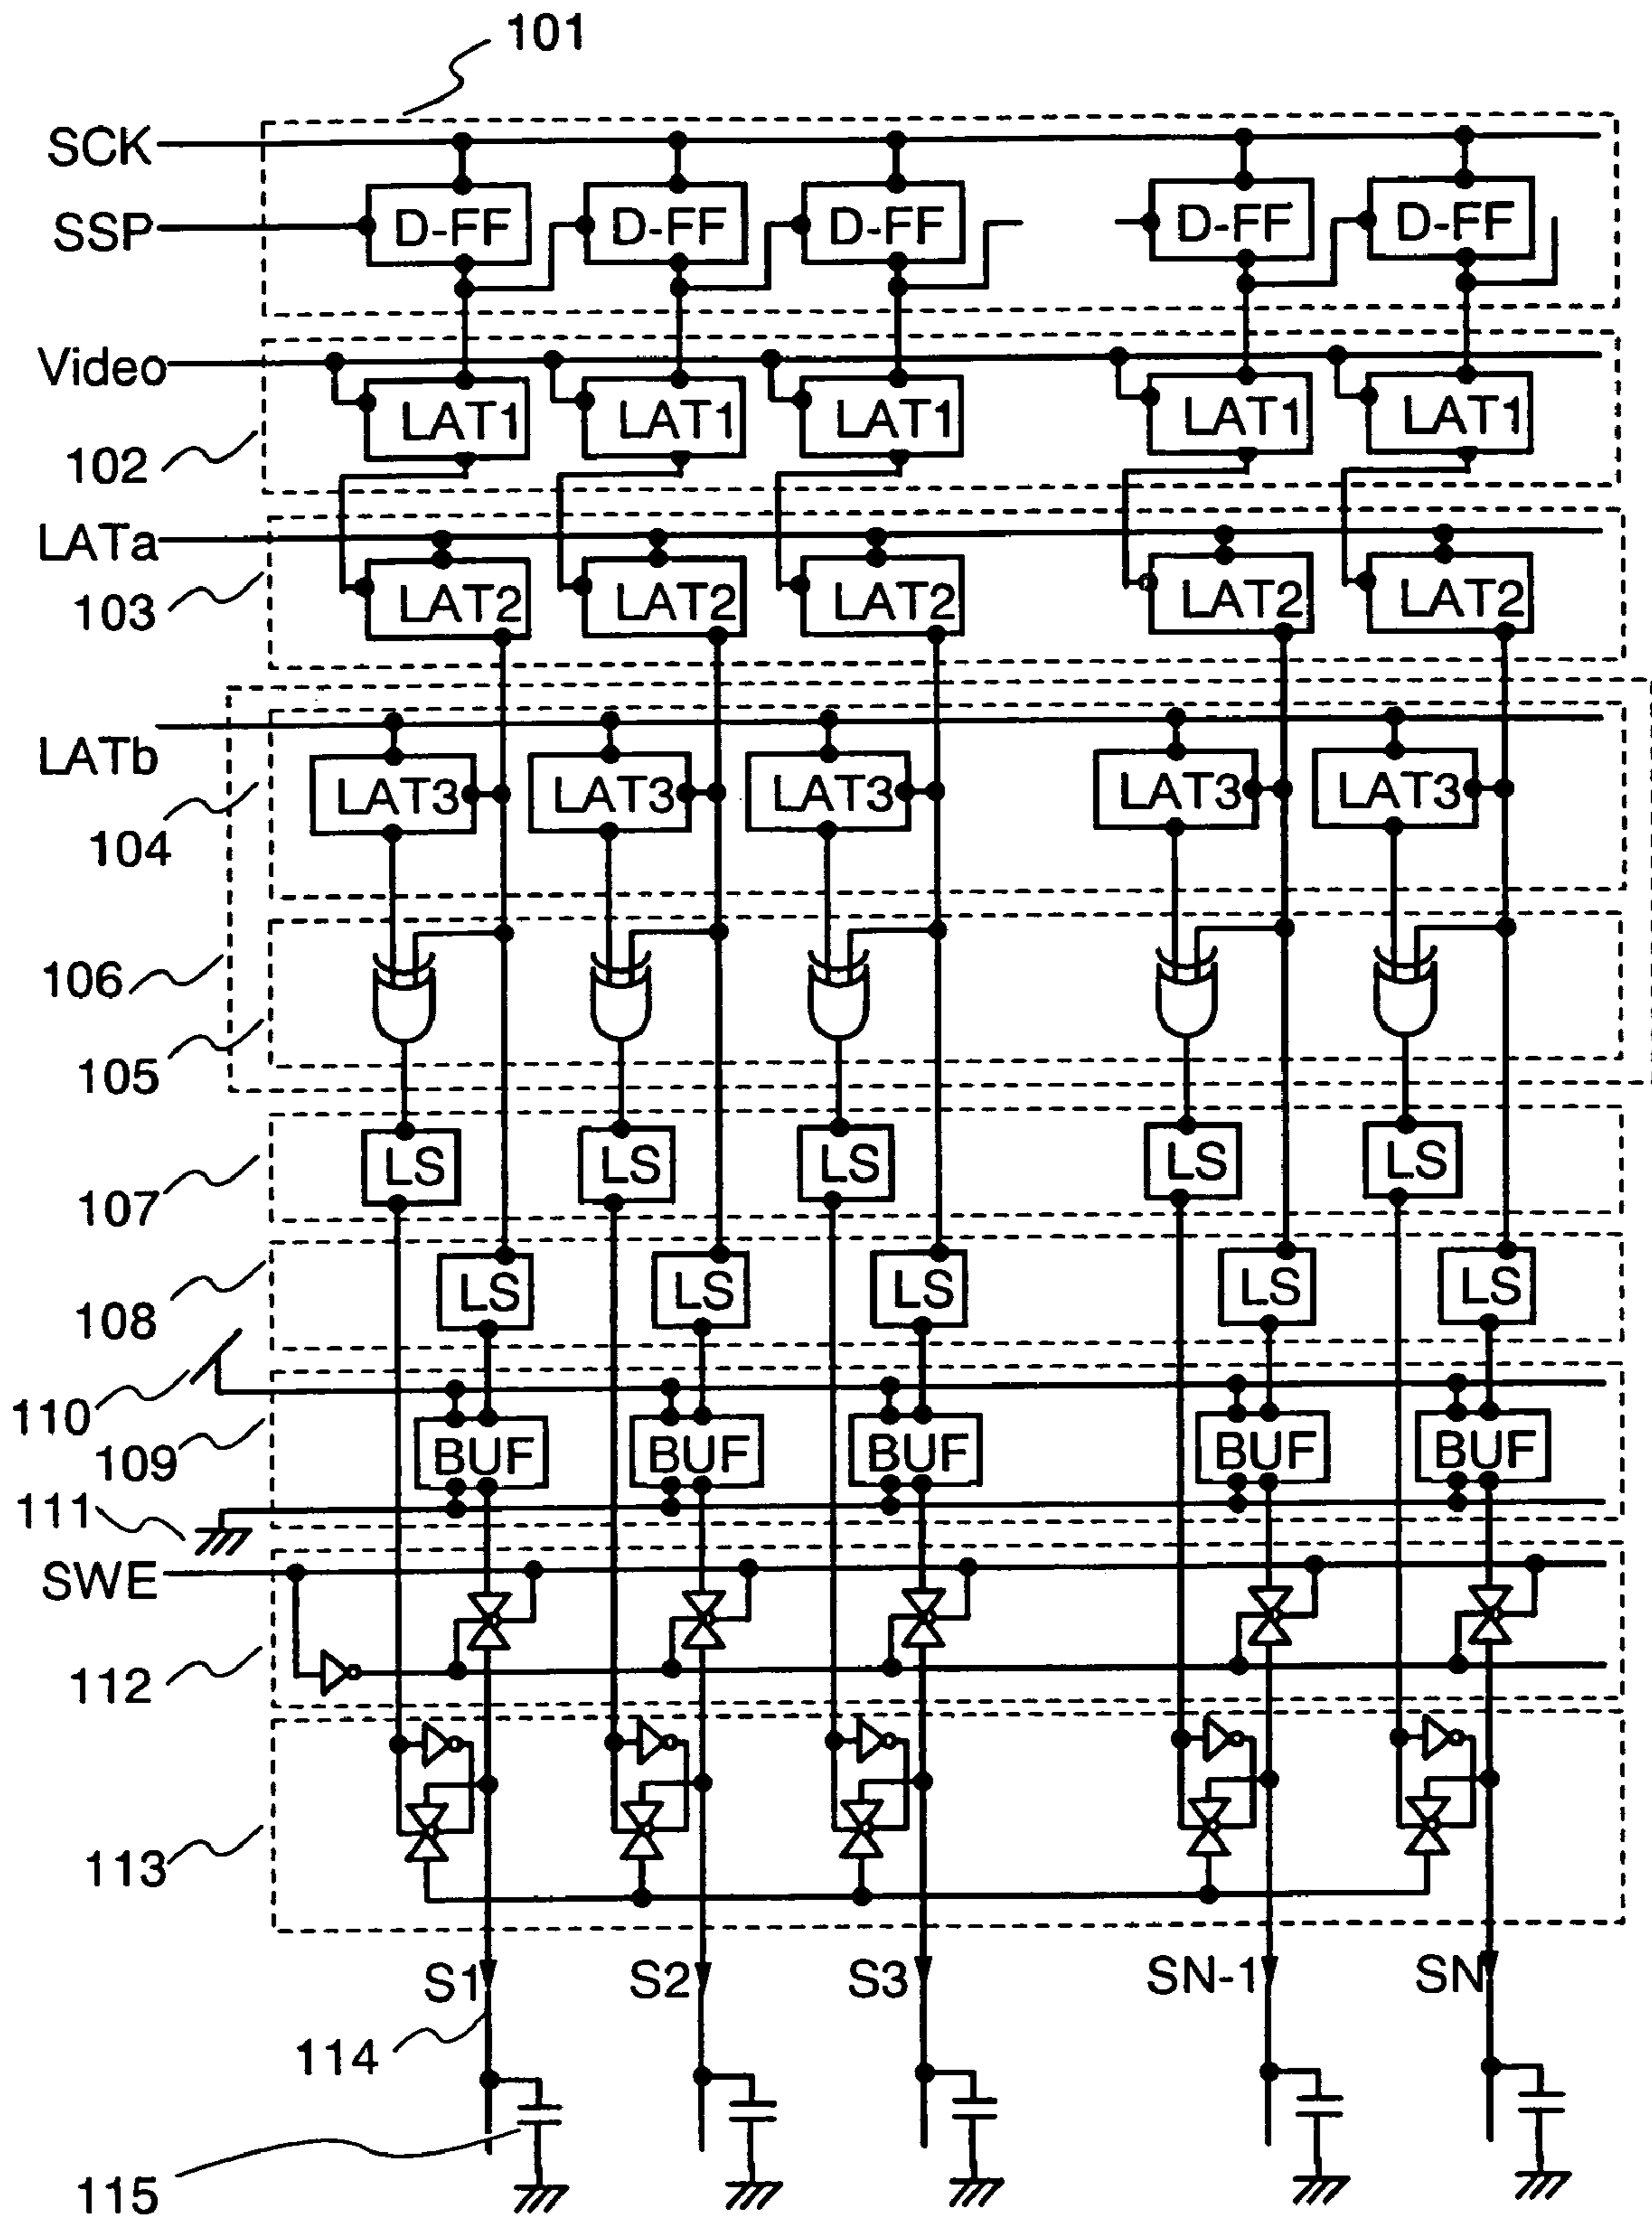 101
SCK
SSP
D-FF D-FF D-FF D-FF D-FF
Video
LAT1 LAT1 LAT1 LAT1 LAT1
102
LATa
LAT2 LAT2 LAT2 LAT2 LAT2
103
LATb
LAT3 LAT3 LAT3 LAT3 LAT3
104
106
105
LS LS LS LS LS
107
LS LS LS LS LS
108
110
BUF BUF BUF BUF BUF
109
111
SWE
112
113
S1 S2 S3 SN-1 SN
114
115